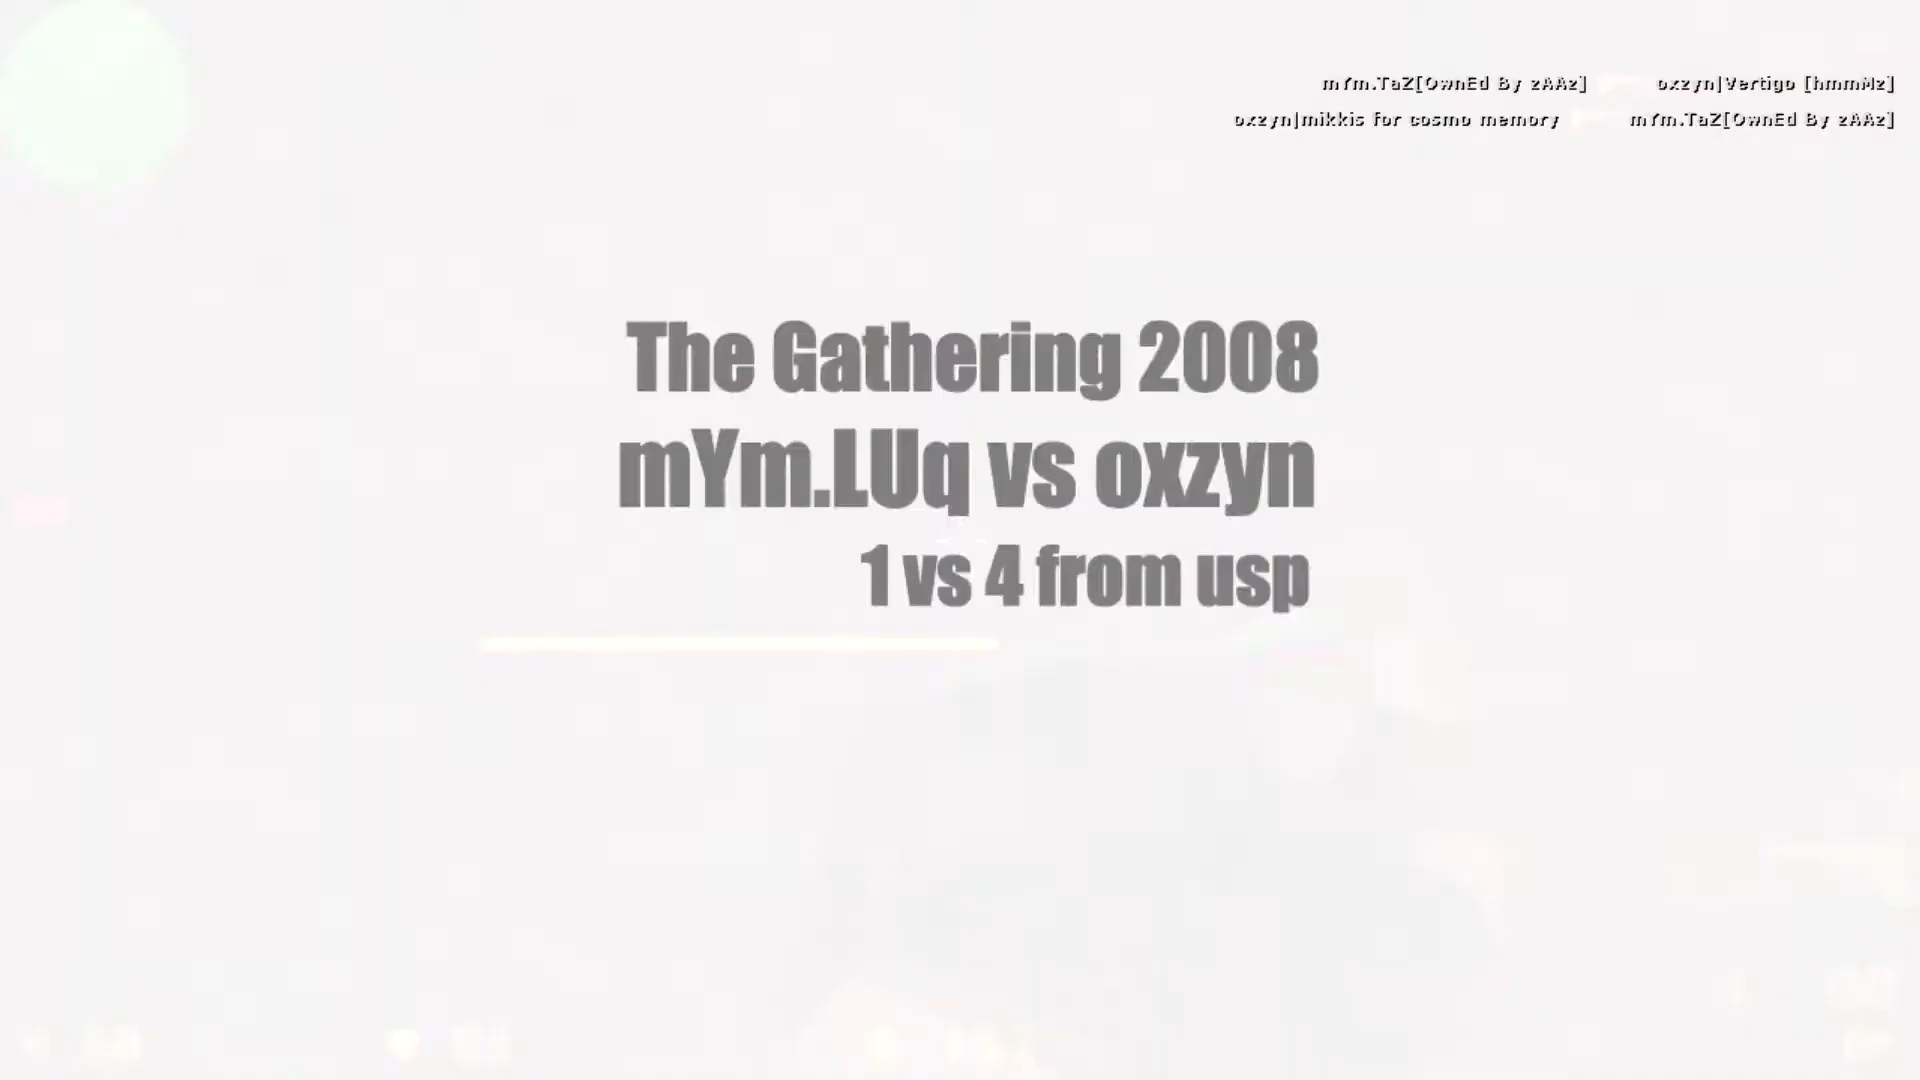 mYm.TaZ[OwnEd By zAAz] oxzyn|Vertigo [hmmMz]
oxzyn|mikkis for cosmo memory mYm.TaZ[OwnEd By zAAz]
The Gathering 2008
mYm.LUq vs oxzyn
1 vs 4 from usp